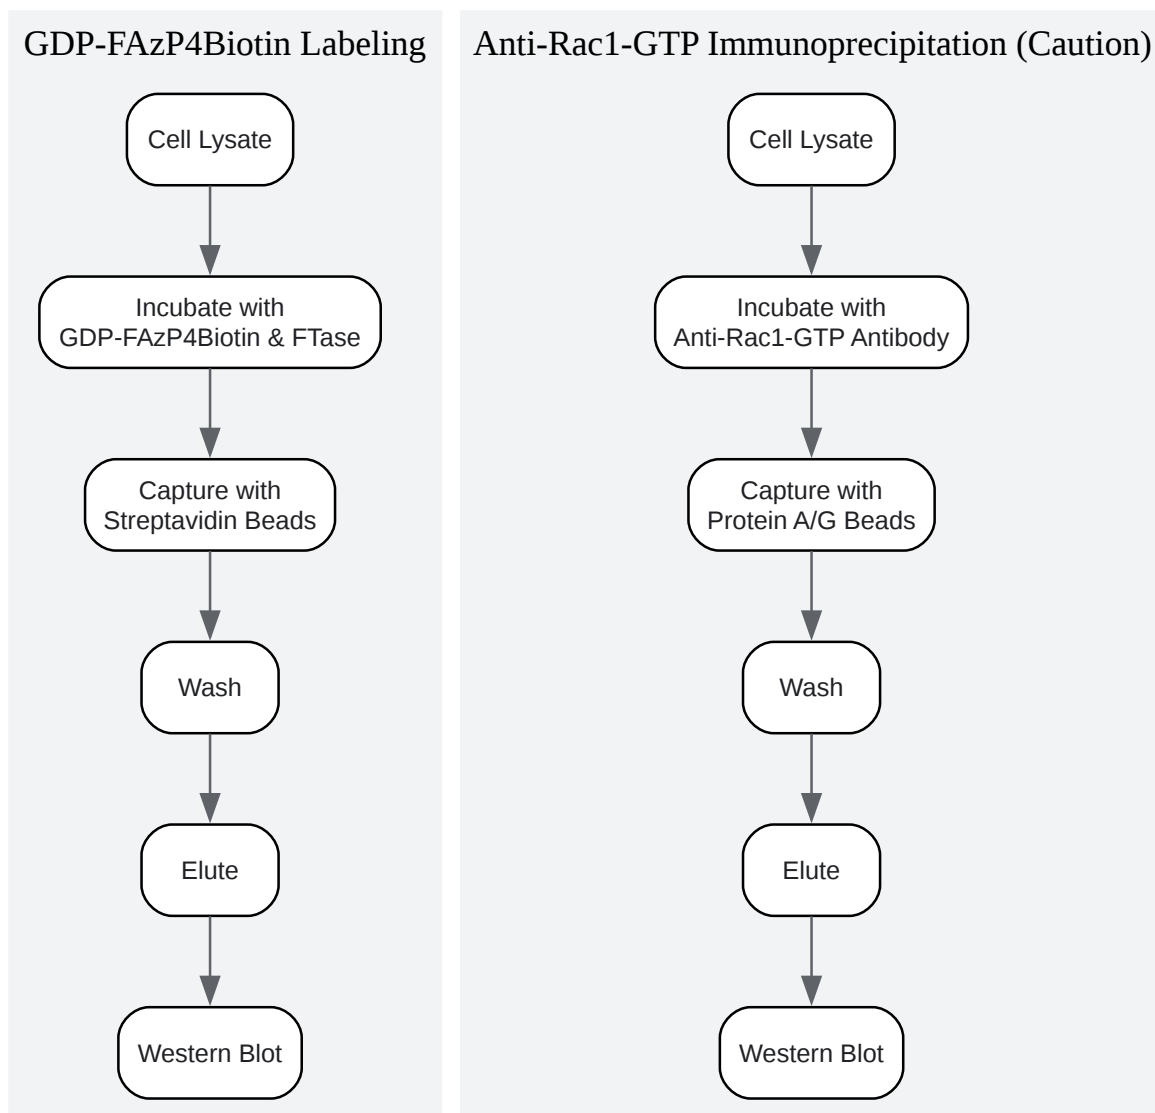 GDP-FAzP4Biotin Labeling
Cell Lysate
Incubate with
GDP-FAzP4Biotin & FTase
Capture with
Streptavidin Beads
Wash
Elute
Western Blot
Anti-Rac1-GTP Immunoprecipitation (Caution)
Cell Lysate
Incubate with
Anti-Rac1-GTP Antibody
Capture with
Protein A/G Beads
Wash
Elute
Western Blot